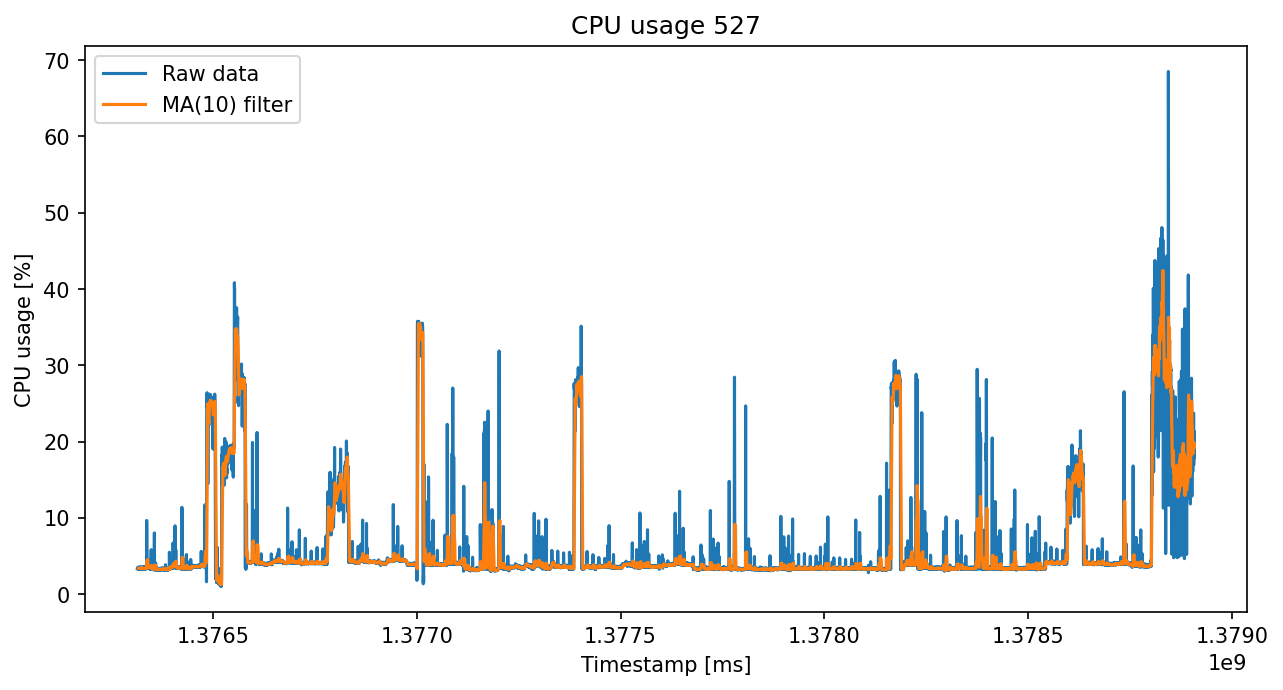 CPU usage 527
Raw data
MA(10) filter
CPU usage [%]
70
60
50
40
30
20
10
0
1.3765 1.3770 1.3775 1.3780 1.3785 1.3790
1e9
Timestamp [ms]